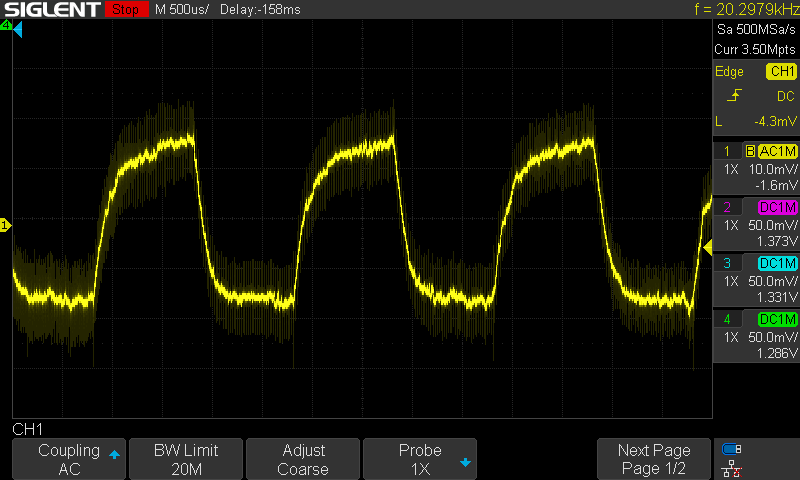 SIGLENT Stop M 500us/ Delay:-158ms f = 20.2979kHz
Sa 500MSa/s
Curr 3.50Mpts
Edge CH1
DC
L -4.3mV
4
1
1 B AC1M
1X 10.0mV/
-1.6mV
2 DC1M
1X 50.0mV/
1.373V
3 DC1M
1X 50.0mV/
1.331V
4 DC1M
1X 50.0mV/
1.286V
CH1
Coupling
AC
BW Limit
20M
Adjust
Coarse
Probe
1X
Next Page
Page 1/2